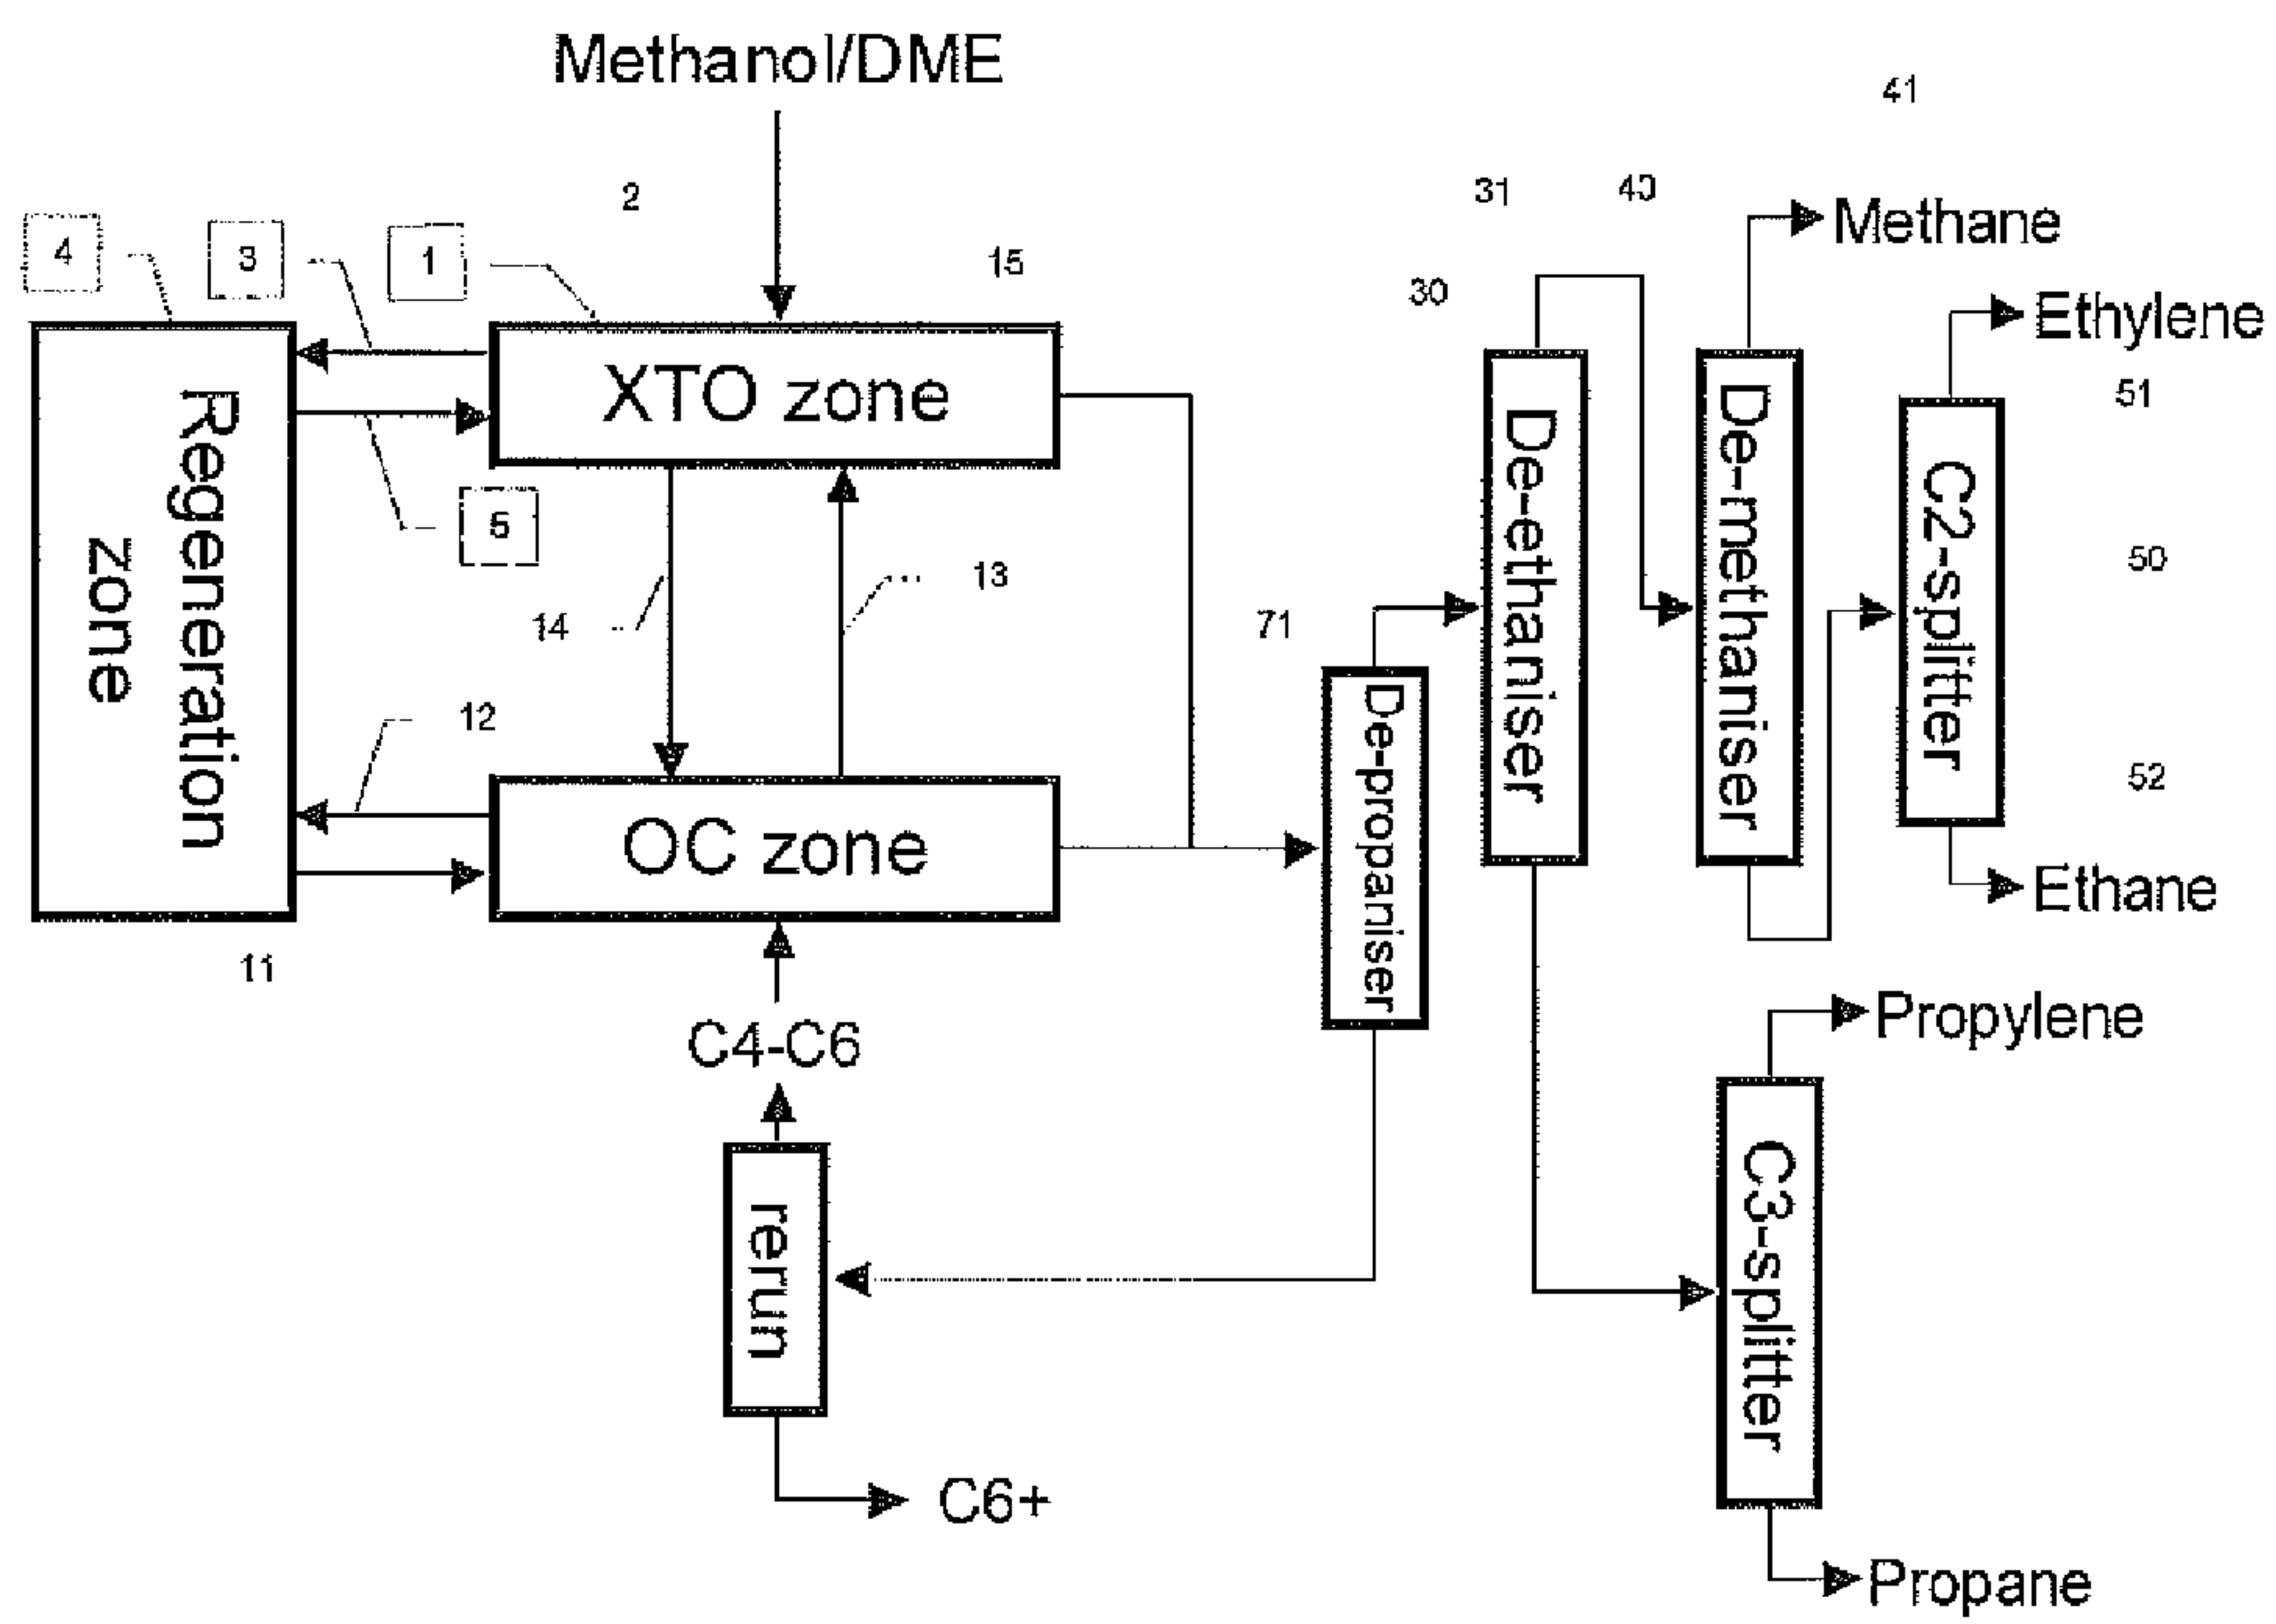 Methanol/DME
41
2
31
40
Methane
4
3
1
15
30
Ethylene
XTO zone
51
Regeneration
zone
De-ethaniser
De-methaniser
C2-splitter
5
50
13
14
71
12
De-propaniser
52
OC zone
Ethane
11
C4-C6
Propylene
rerun
C3-splitter
C6+
Propane